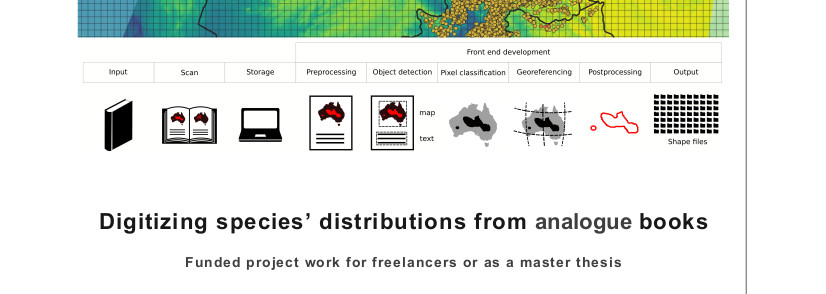 Front end development
Input Scan Storage Preprocessing Object detection Pixel classification Georeferencing Postprocessing Output
map
text
Shape files
Digitizing species’ distributions from analogue books
Funded project work for freelancers or as a master thesis